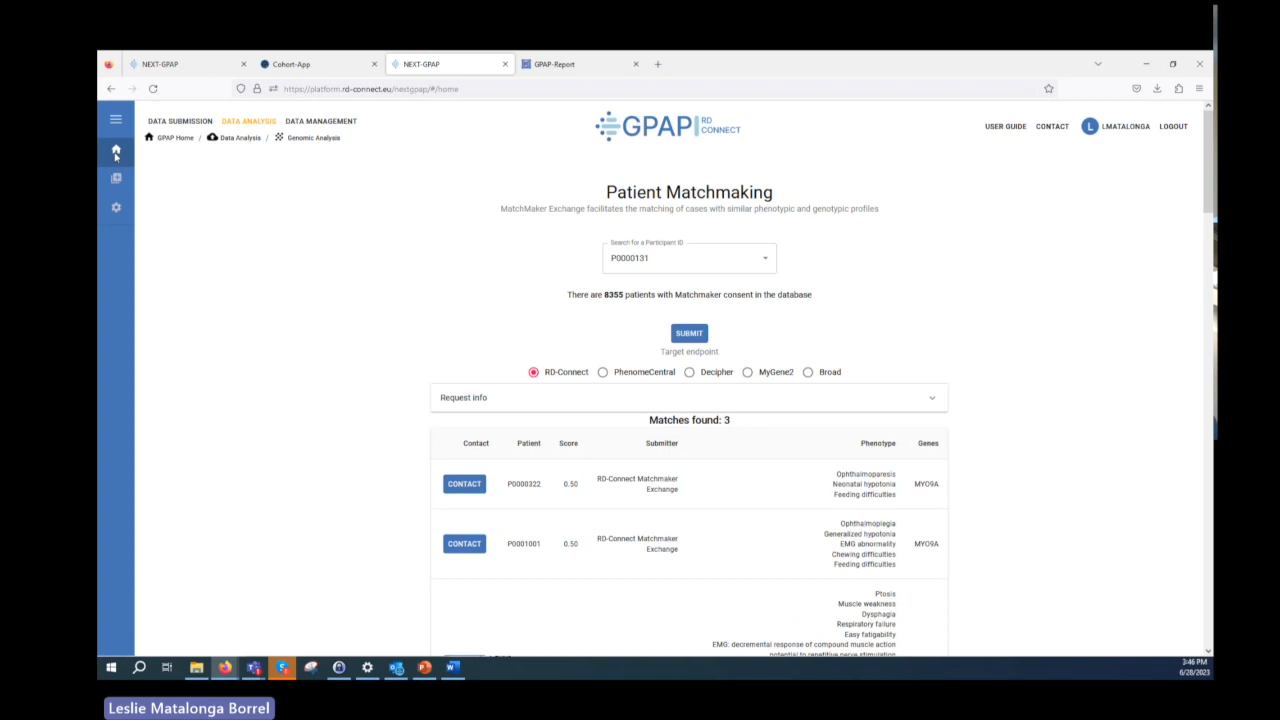 NEXT-GPAP
Cohort-App
NEXT-GPAP
GPAP-Report
https://platform.rd-connect.eu/nextgpap/#/home
DATA SUBMISSION DATA ANALYSIS DATA MANAGEMENT
GPAP Home / Data Analysis / Genomic Analysis
GPAP RD CONNECT
USER GUIDE CONTACT L LMATALONGA LOGOUT
Patient Matchmaking
MatchMaker Exchange facilitates the matching of cases with similar phenotypic and genotypic profiles
Search for a Participant ID
P0000131
There are 8355 patients with Matchmaker consent in the database
SUBMIT
Target endpoint
RD-Connect PhenomeCentral Decipher MyGene2 Broad
Request info
Matches found: 3
Contact Patient Score Submitter Phenotype Genes
CONTACT P0000322 0.50 RD-Connect Matchmaker Exchange
Ophthalmoparesis
Neonatal hypotonia
Feeding difficulties
MYO9A
CONTACT P0001001 0.50 RD-Connect Matchmaker Exchange
Ophthalmoplegia
Generalized hypotonia
EMG abnormality
Chewing difficulties
Feeding difficulties
MYO9A
Ptosis
Muscle weakness
Dysphagia
Respiratory failure
Easy fatigability
EMG: decremental response of compound muscle action
potential to repetitive nerve stimulation
3:46 PM
6/28/2023
Leslie Matalonga Borrel